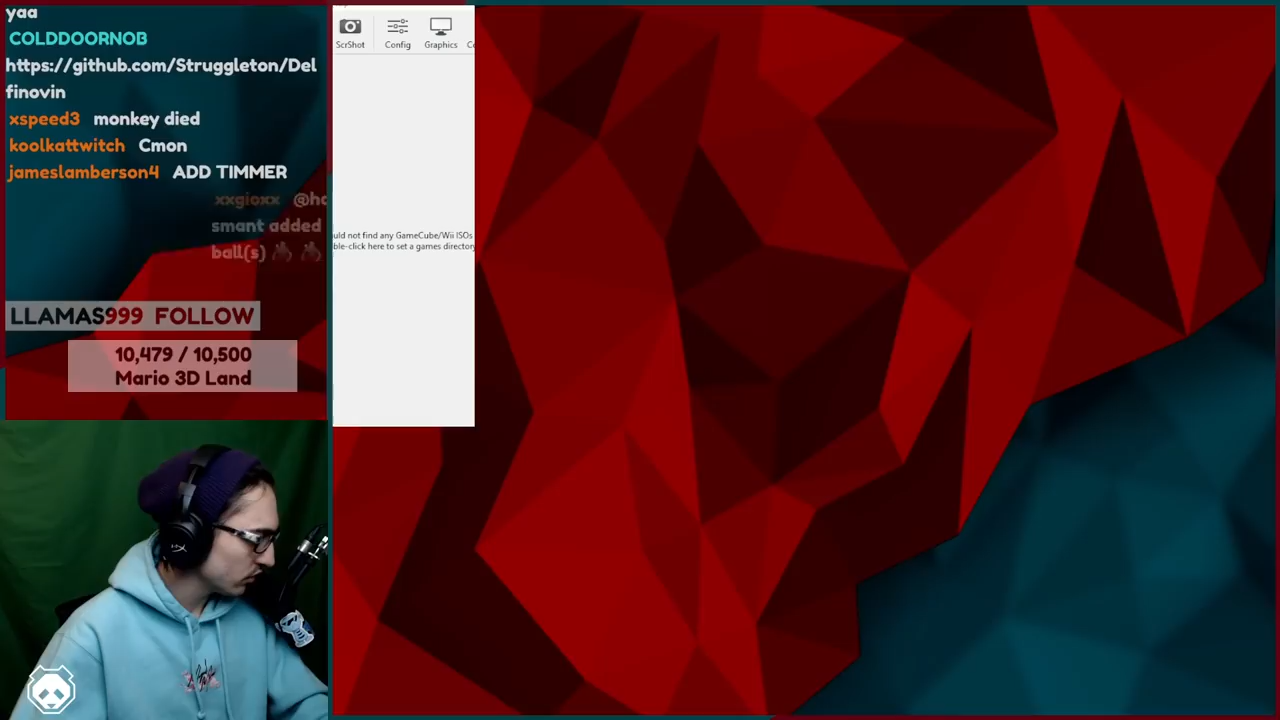 yaa
COLDDOORNOB
https://github.com/Struggleton/Del
finovin
xspeed3 monkey died
koolkattwitch Cmon
jameslamberson4 ADD TIMMER
xxgioxx
smant added
ball(s)
LLAMAS999 FOLLOW
10,479 / 10,500
Mario 3D Land
ScrShot Config Graphics
uld not find any GameCube/Wii ISOs
ble-click here to set a games directory